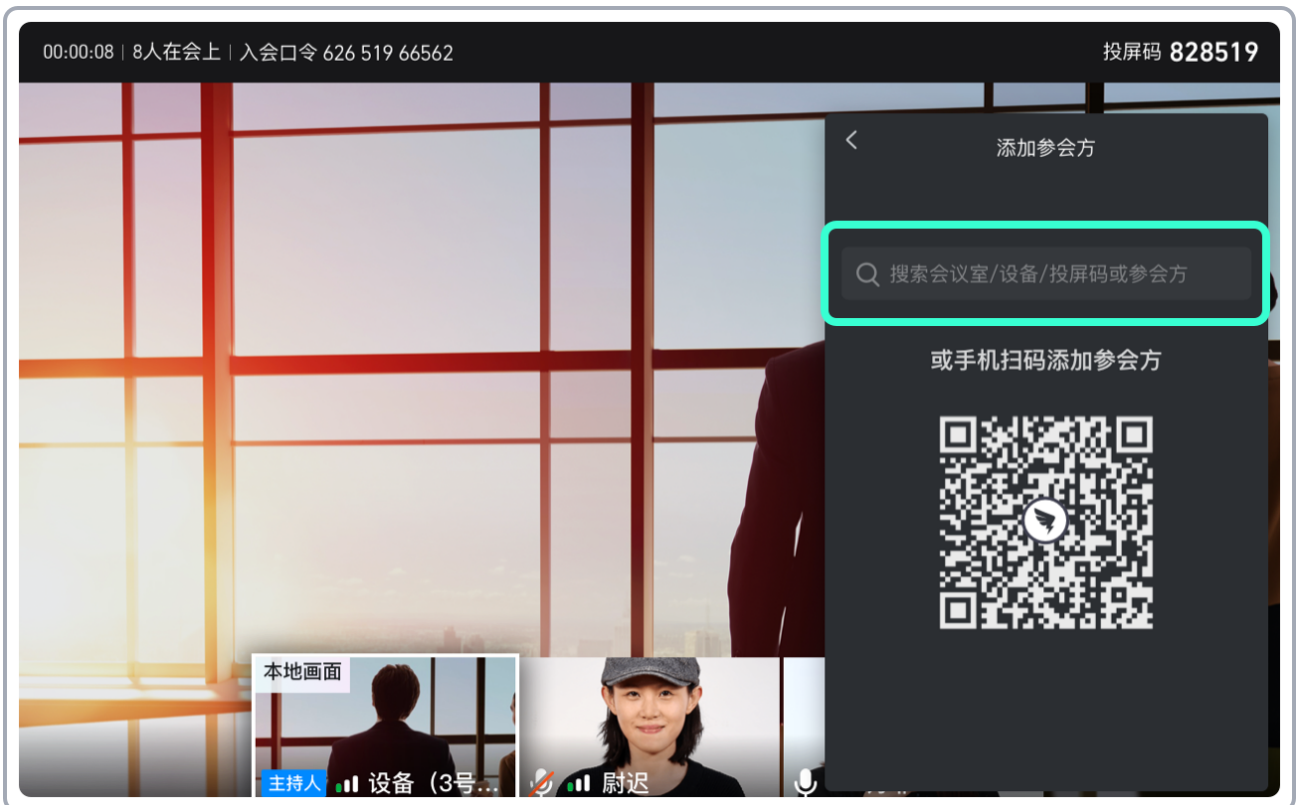 00:00:08 | 8人在会上 | 入会口令 626 519 66562
投屏码 828519
添加参会方
搜索会议室/设备/投屏码或参会方
或手机扫码添加参会方
本地画面
主持人 设备（3号...
尉迟